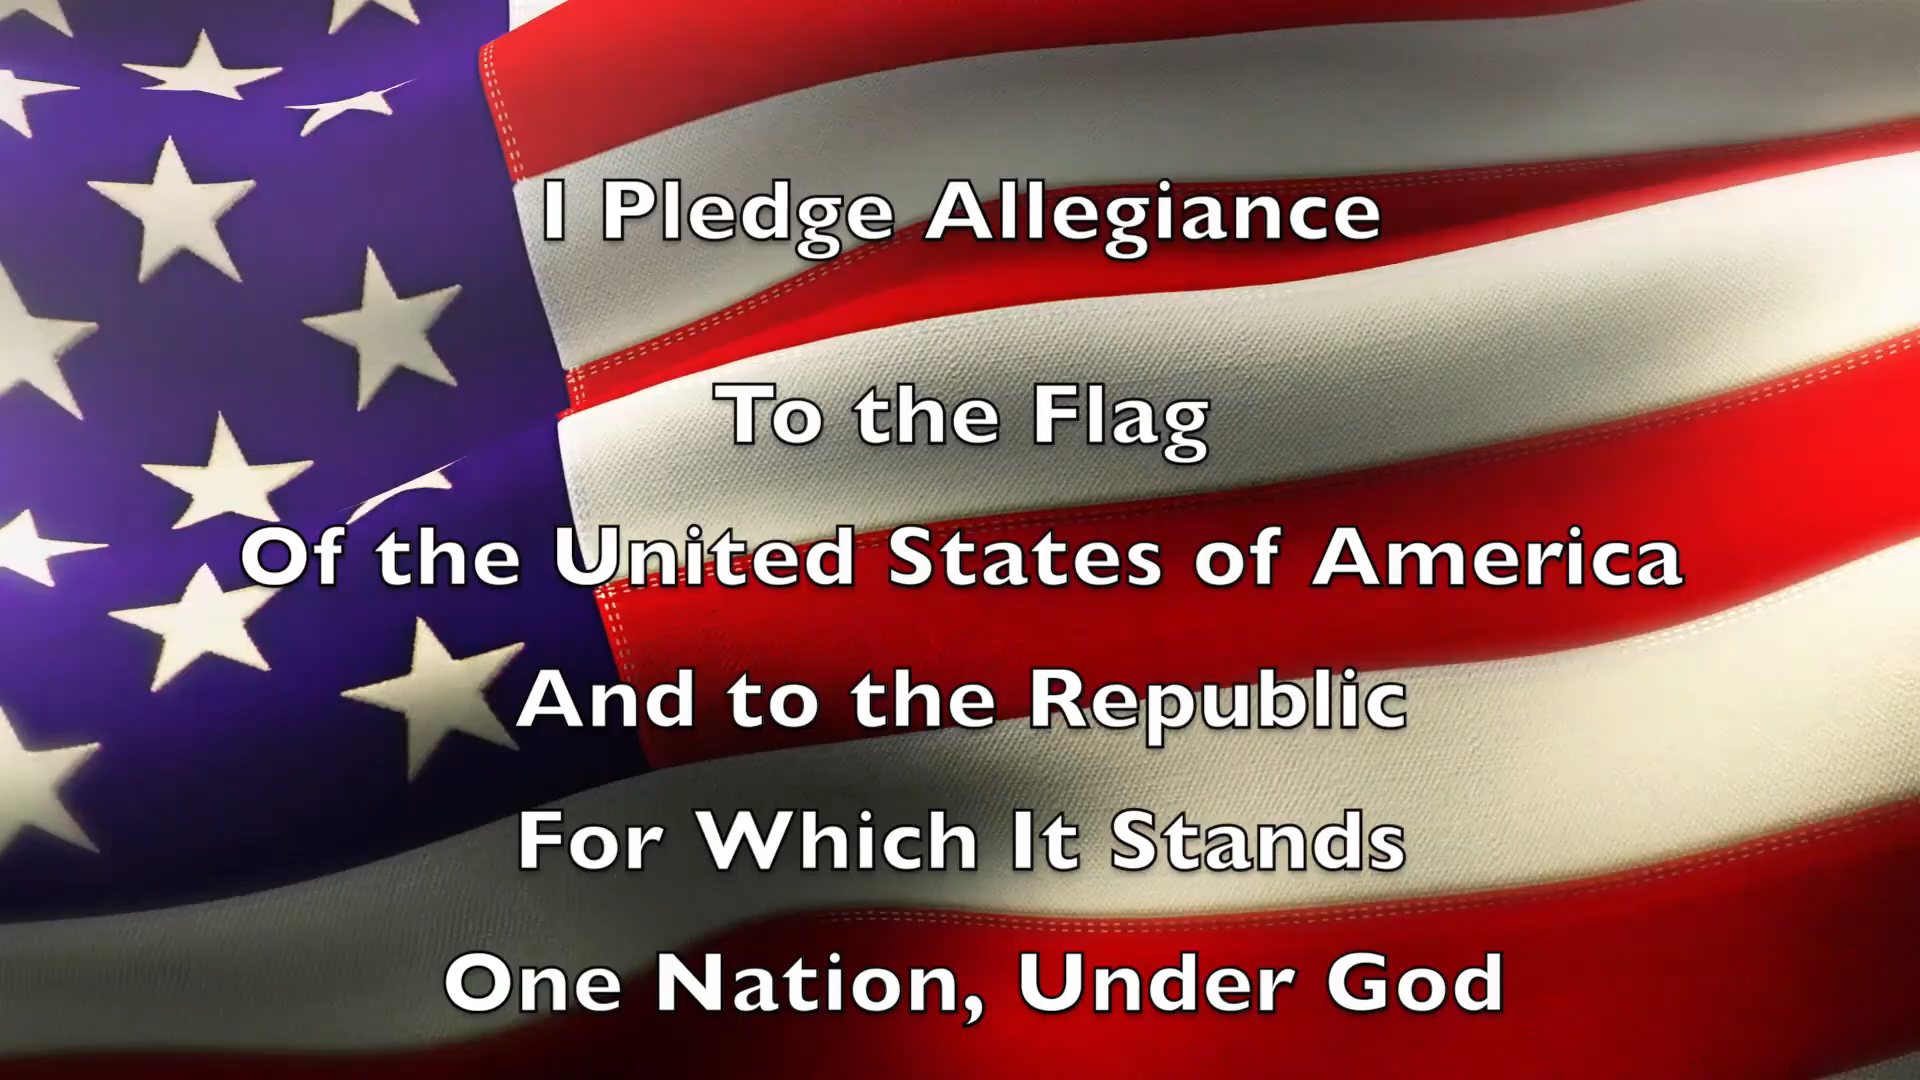 I Pledge Allegiance
To the Flag
Of the United States of America
And to the Republic
For Which It Stands
One Nation, Under God